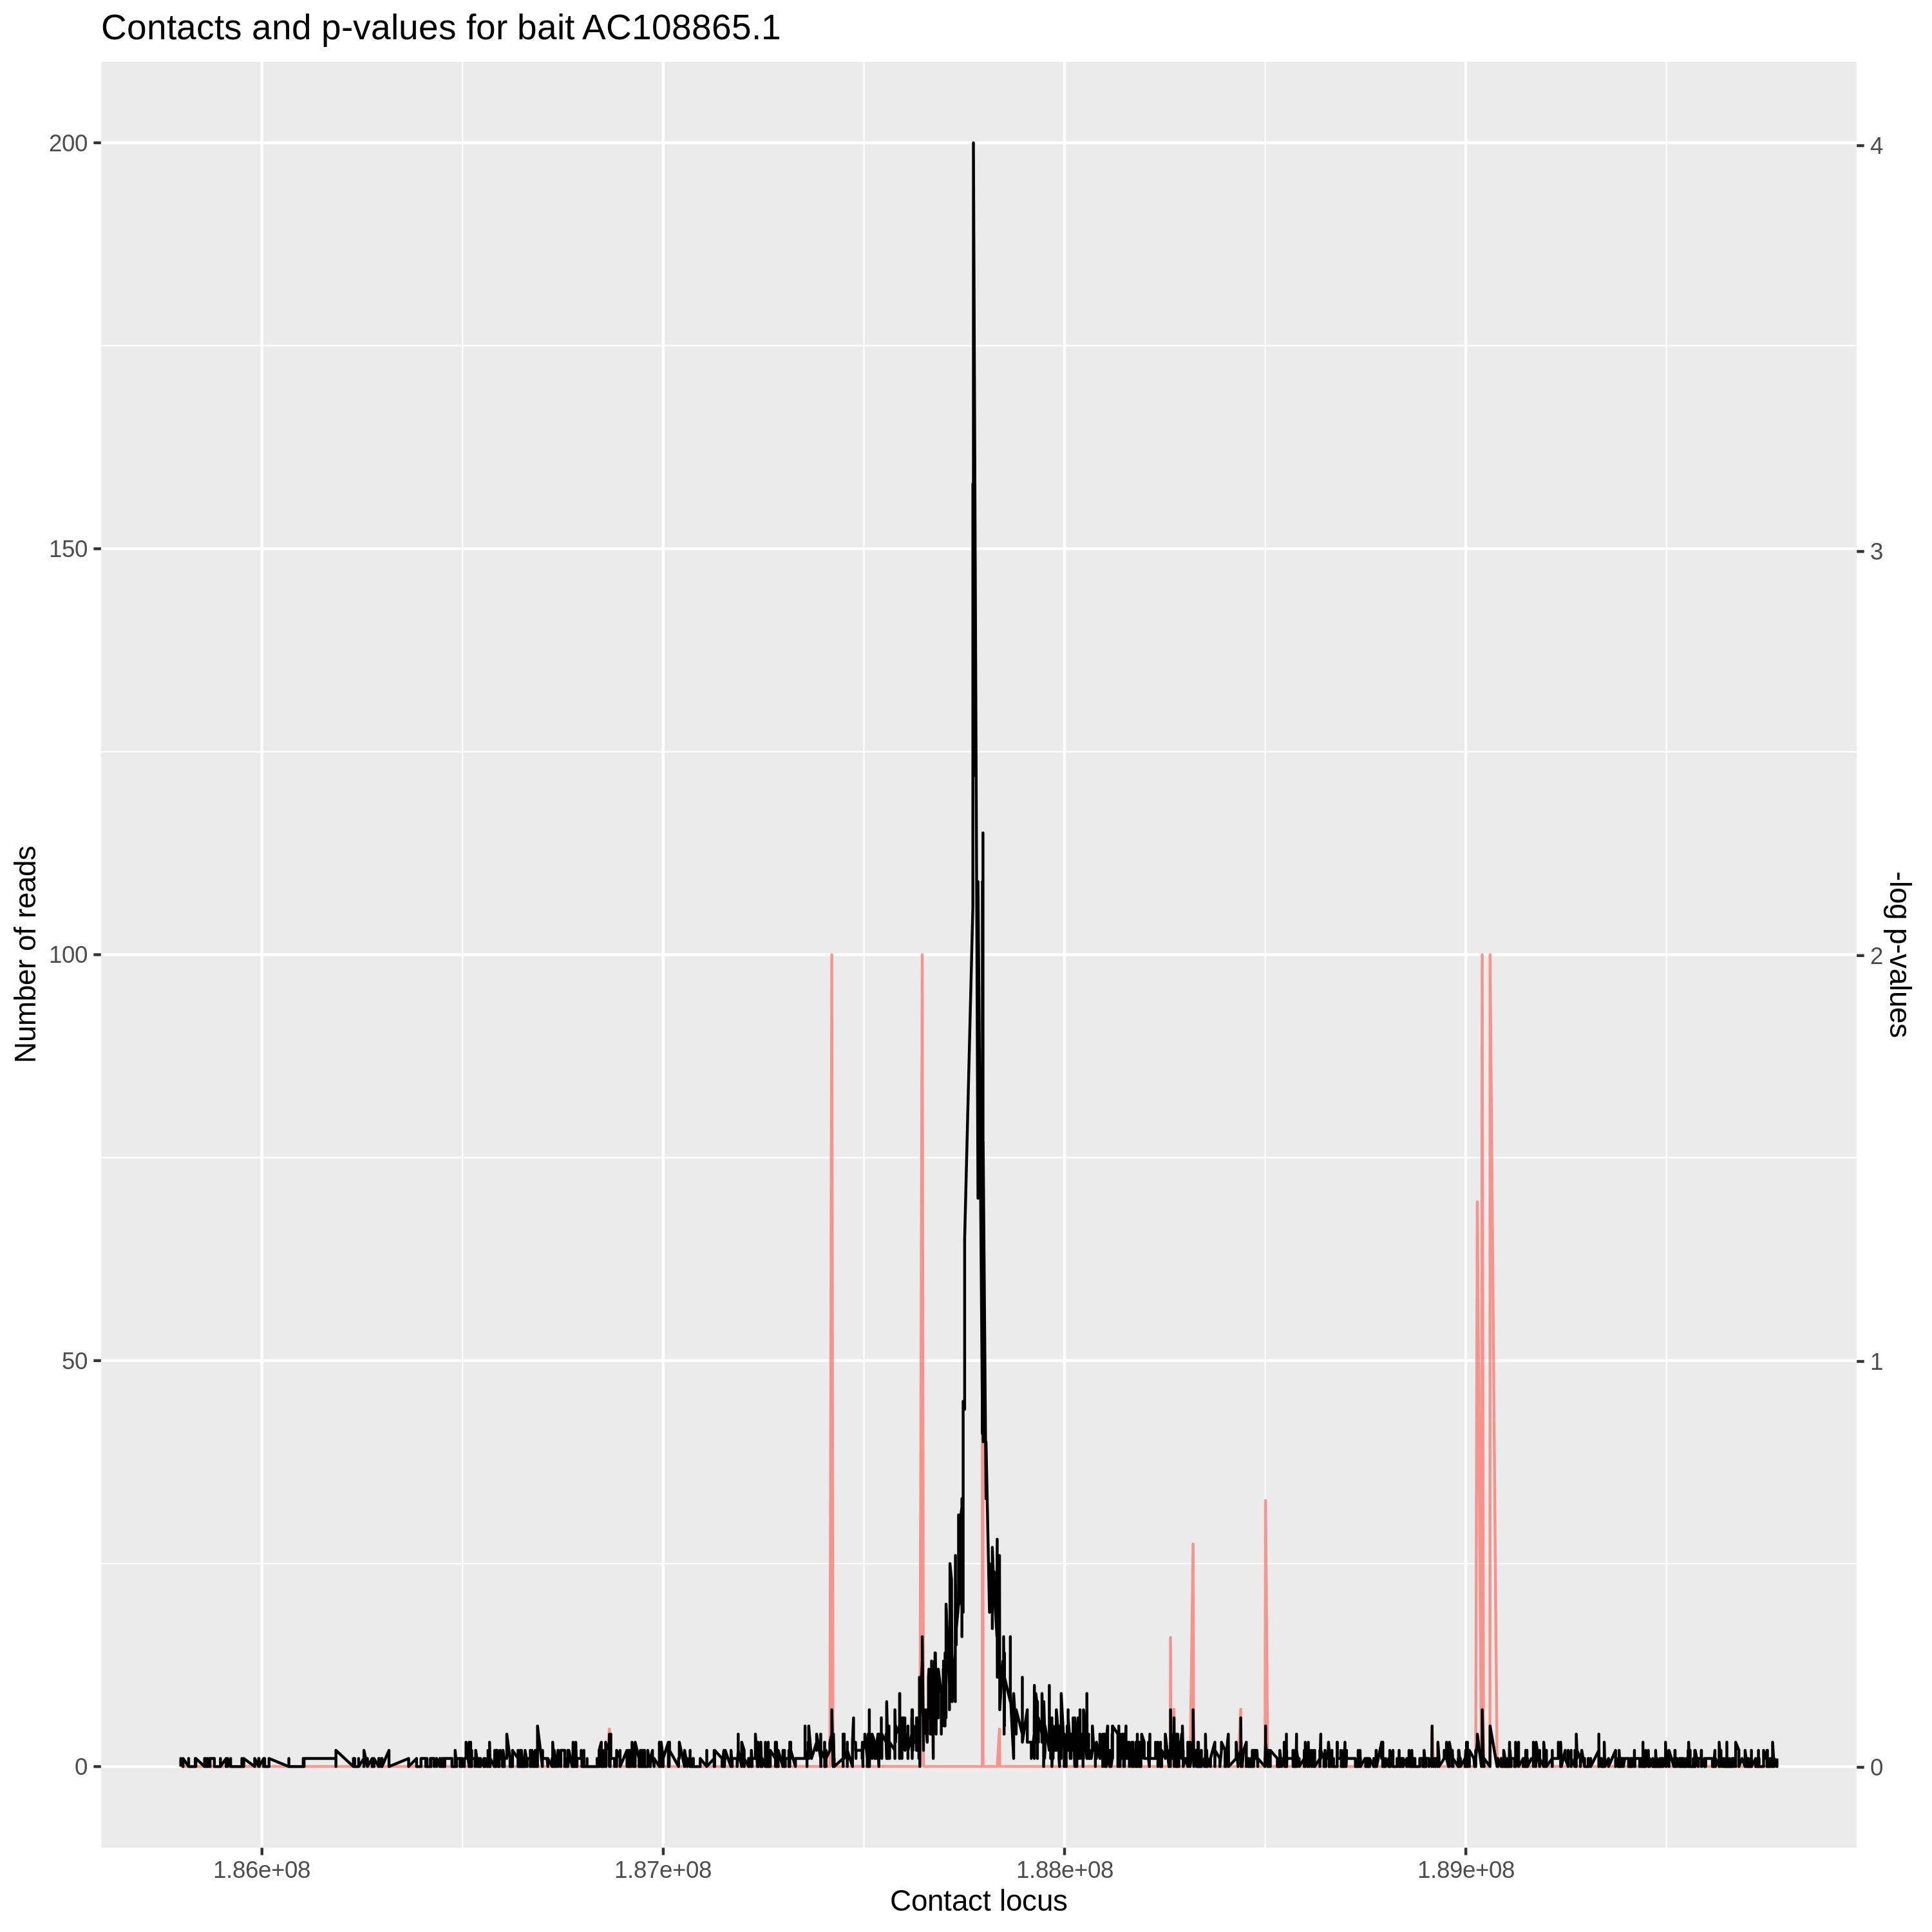 Contacts and p-values for bait AC108865.1
200
150
100
50
0
Number of reads
4
3
2
1
0
-log p-values
1.86e+08 1.87e+08 1.88e+08 1.89e+08
Contact locus